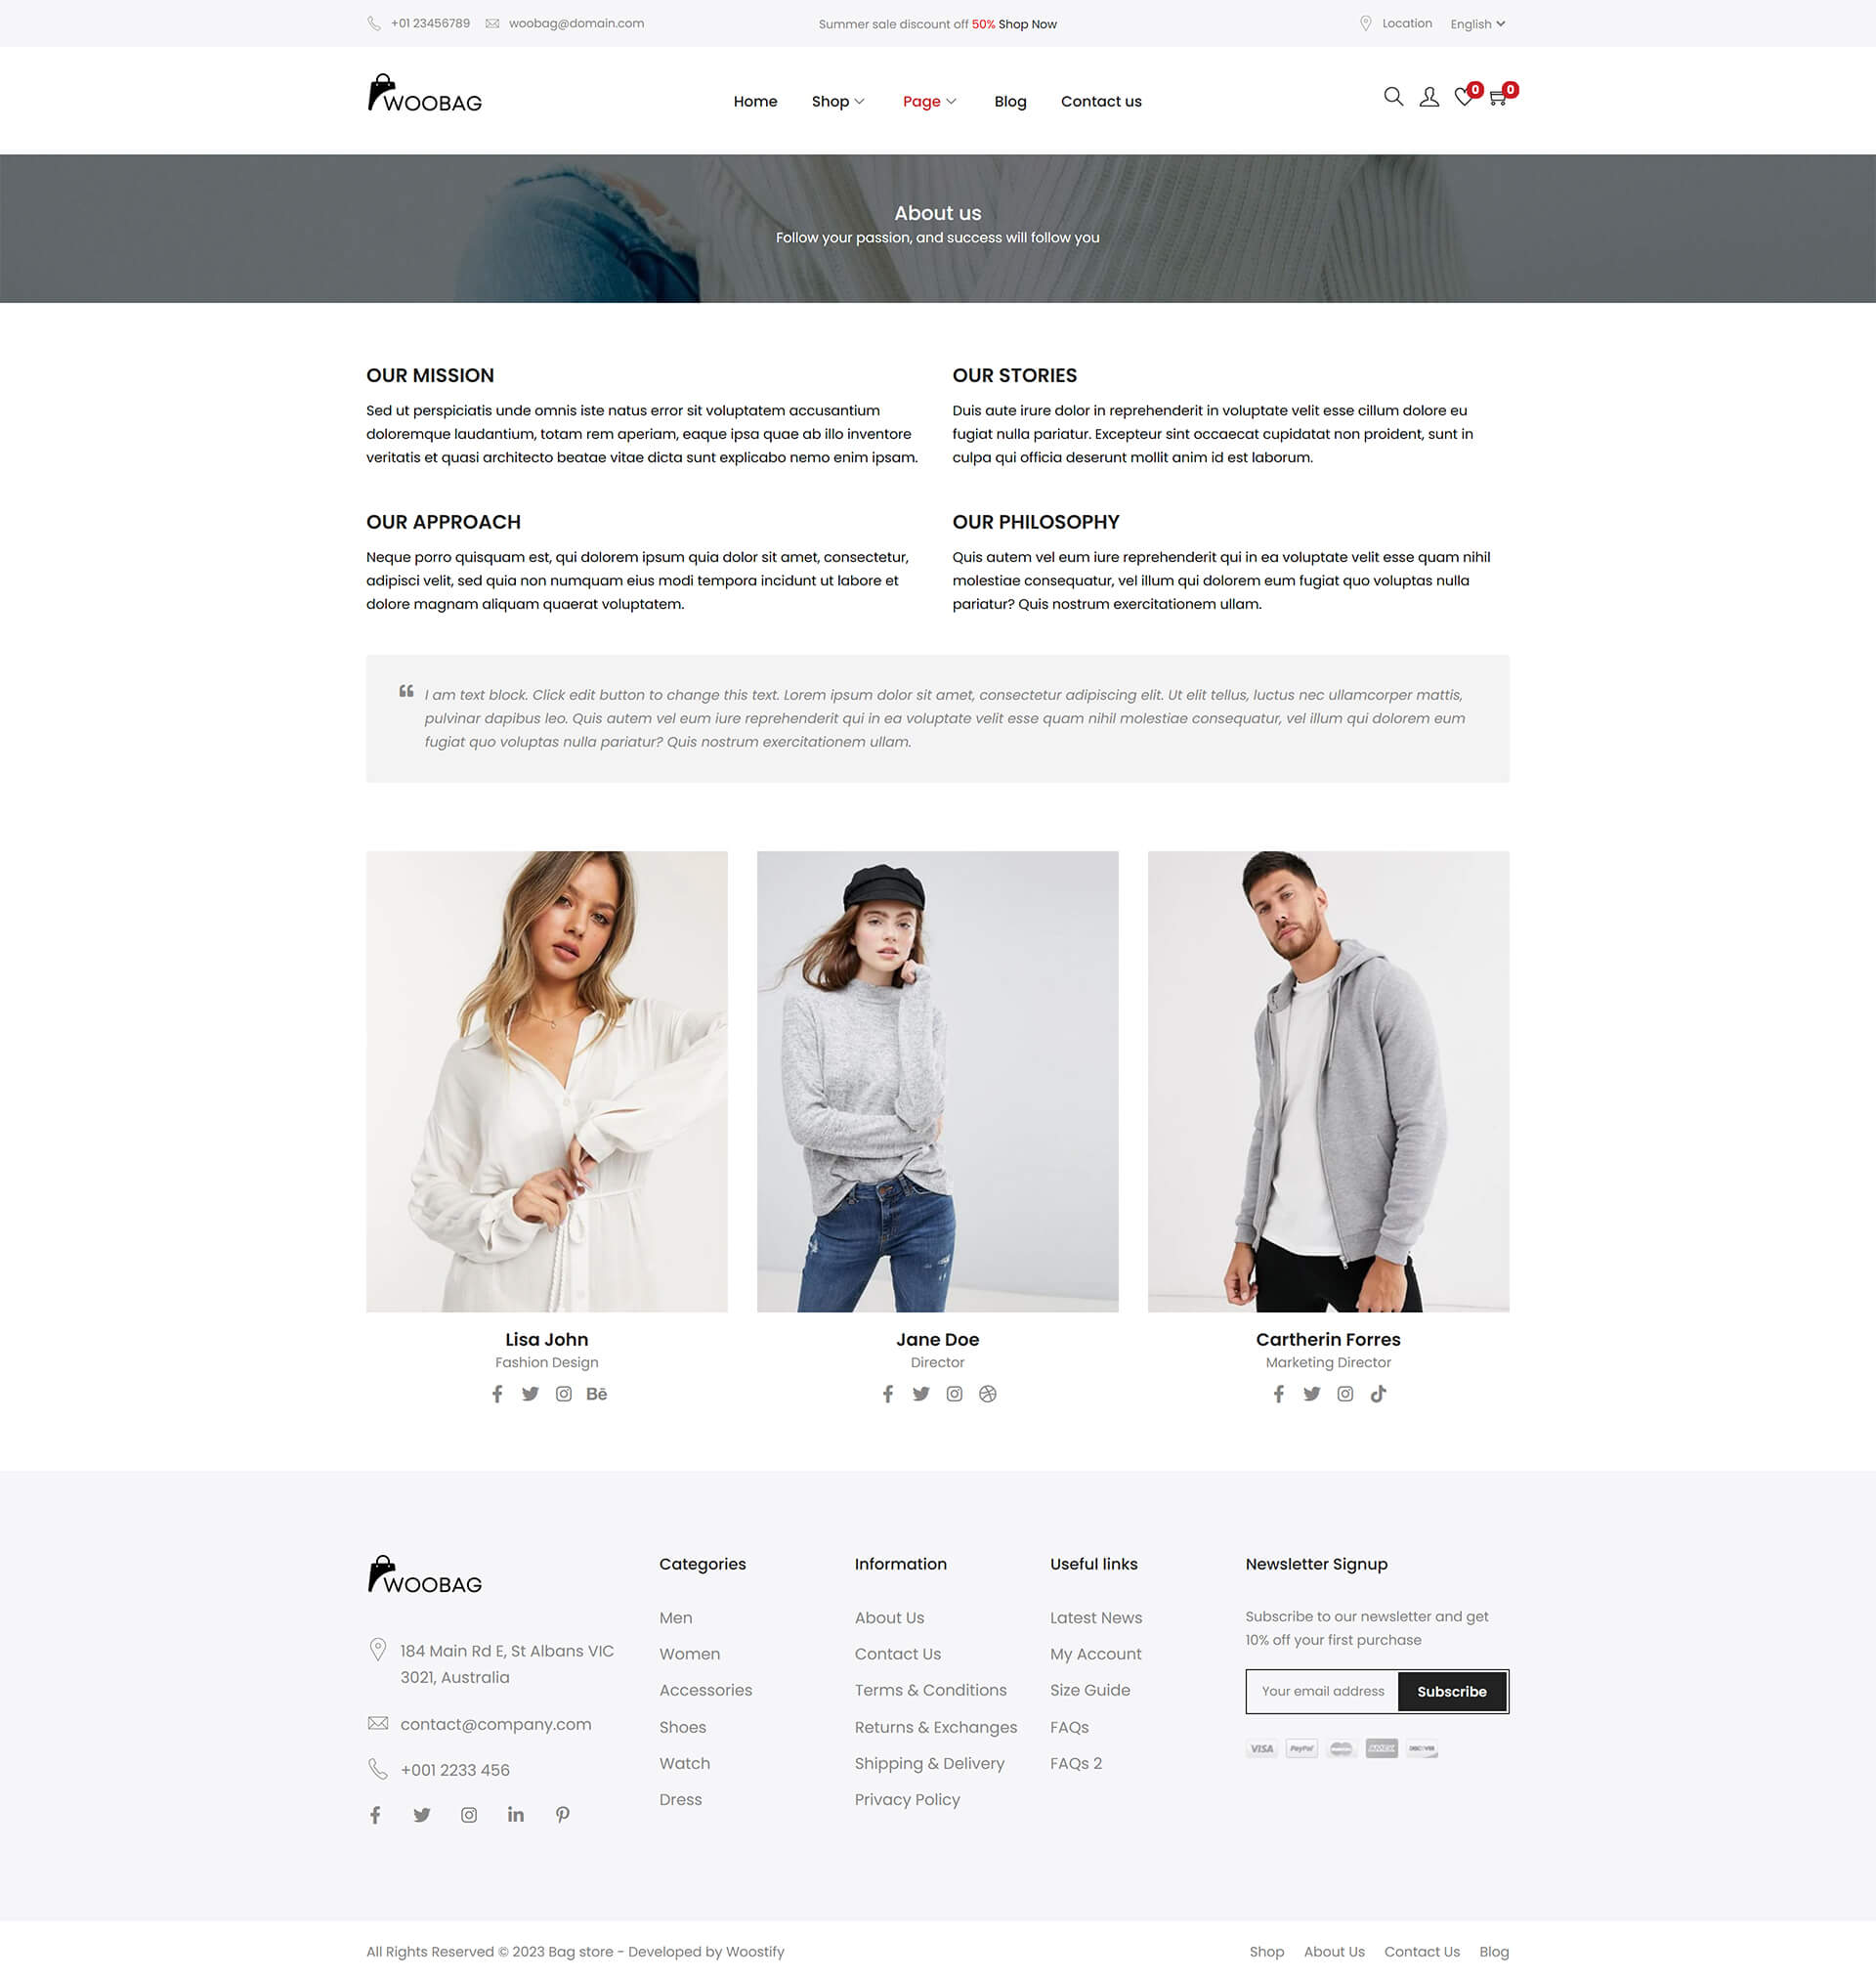 +01 23456789 woobag@domain.com Summer sale discount off 50% Shop Now Location English
WOOBAG Home Shop Page Blog Contact us 0 0
About us
Follow your passion, and success will follow you
OUR MISSION
Sed ut perspiciatis unde omnis iste natus error sit voluptatem accusantium
doloremque laudantium, totam rem aperiam, eaque ipsa quae ab illo inventore
veritatis et quasi architecto beatae vitae dicta sunt explicabo nemo enim ipsam.
OUR STORIES
Duis aute irure dolor in reprehenderit in voluptate velit esse cillum dolore eu
fugiat nulla pariatur. Excepteur sint occaecat cupidatat non proident, sunt in
culpa qui officia deserunt mollit anim id est laborum.
OUR APPROACH
Neque porro quisquam est, qui dolorem ipsum quia dolor sit amet, consectetur,
adipisci velit, sed quia non numquam eius modi tempora incidunt ut labore et
dolore magnam aliquam quaerat voluptatem.
OUR PHILOSOPHY
Quis autem vel eum iure reprehenderit qui in ea voluptate velit esse quam nihil
molestiae consequatur, vel illum qui dolorem eum fugiat quo voluptas nulla
pariatur? Quis nostrum exercitationem ullam.
I am text block. Click edit button to change this text. Lorem ipsum dolor sit amet, consectetur adipiscing elit. Ut elit tellus, luctus nec ullamcorper mattis,
pulvinar dapibus leo. Quis autem vel eum iure reprehenderit qui in ea voluptate velit esse quam nihil molestiae consequatur, vel illum qui dolorem eum
fugiat quo voluptas nulla pariatur? Quis nostrum exercitationem ullam.
Lisa John
Fashion Design
Bē
Jane Doe
Director
Cartherin Forres
Marketing Director
WOOBAG
184 Main Rd E, St Albans VIC
3021, Australia
contact@company.com
+001 2233 456
Categories
Men
Women
Accessories
Shoes
Watch
Dress
Information
About Us
Contact Us
Terms & Conditions
Returns & Exchanges
Shipping & Delivery
Privacy Policy
Useful links
Latest News
My Account
Size Guide
FAQs
FAQs 2
Newsletter Signup
Subscribe to our newsletter and get
10% off your first purchase
Your email address Subscribe
VISA PayPal AMEX DISCOVER
All Rights Reserved © 2023 Bag store - Developed by Woostify Shop About Us Contact Us Blog